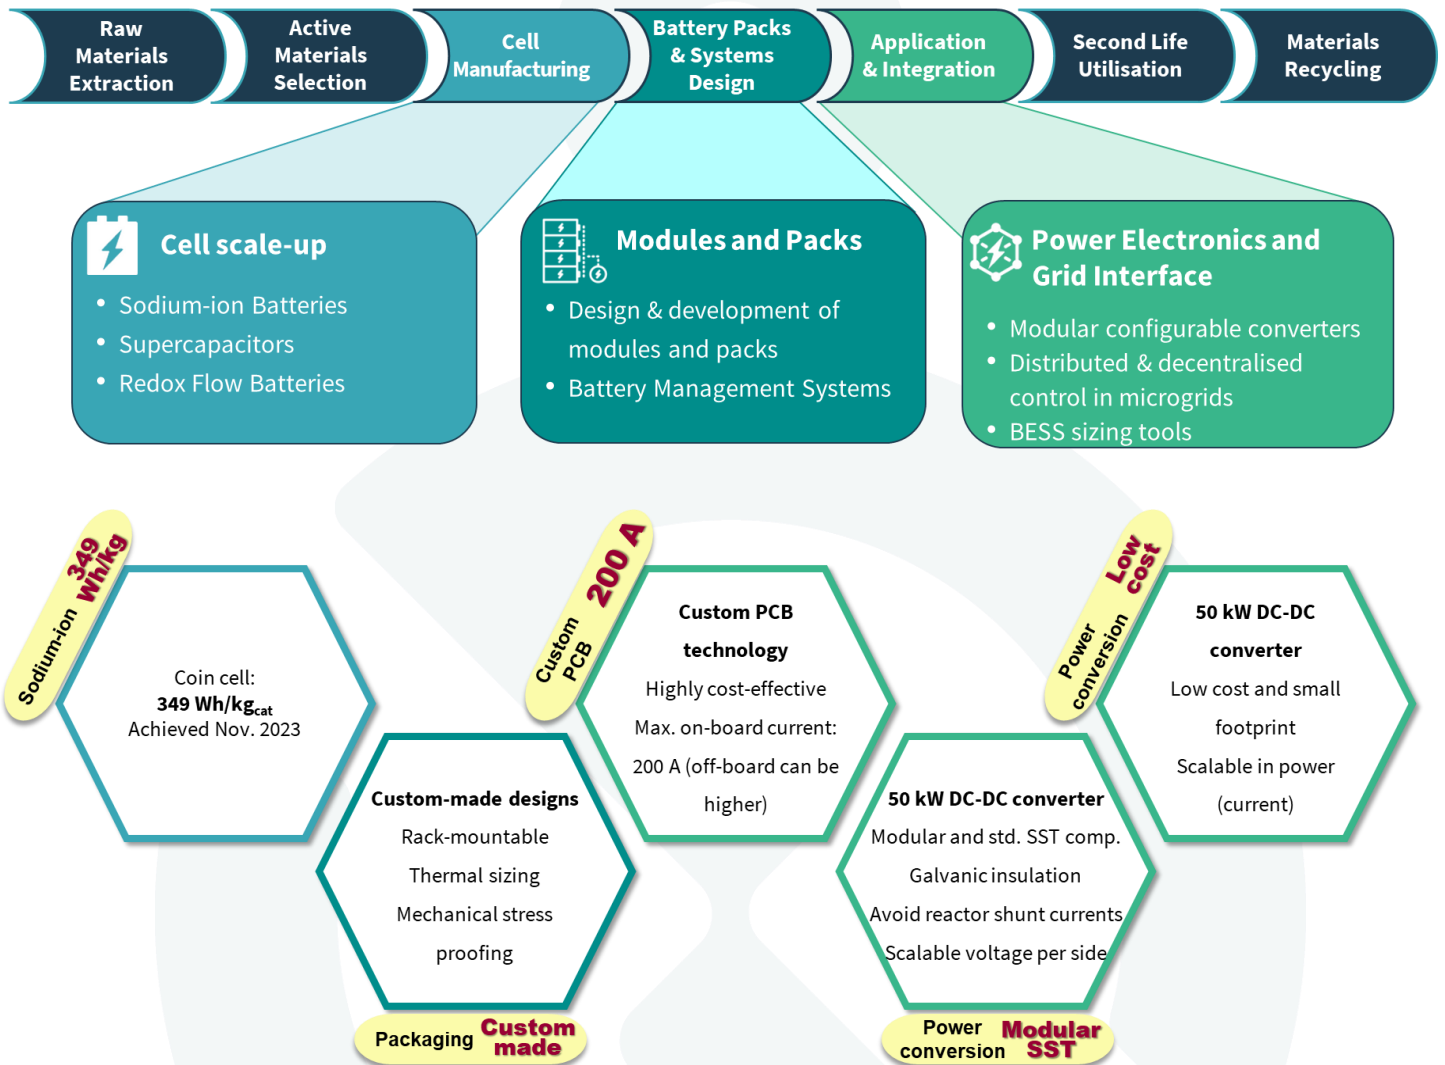 Raw
Materials
Extraction
Active
Materials
Selection
Cell
Manufacturing
Battery Packs
& Systems
Design
Application
& Integration
Second Life
Utilisation
Materials
Recycling
Cell scale-up
• Sodium-ion Batteries
• Supercapacitors
• Redox Flow Batteries
Modules and Packs
• Design & development of
modules and packs
• Battery Management Systems
Power Electronics and
Grid Interface
• Modular configurable converters
• Distributed & decentralised
control in microgrids
• BESS sizing tools
Sodium-ion
349
Wh/kg
Coin cell:
349 Wh/kgcat
Achieved Nov. 2023
Custom-made designs
Rack-mountable
Thermal sizing
Mechanical stress
proofing
Packaging
Custom
made
Custom
PCB
200 A
Custom PCB
technology
Highly cost-effective
Max. on-board current:
200 A (off-board can be
higher)
50 kW DC-DC converter
Modular and std. SST comp.
Galvanic insulation
Avoid reactor shunt currents
Scalable voltage per side
Power
conversion
Modular
SST
Power
conversion
Low
cost
50 kW DC-DC
converter
Low cost and small
footprint
Scalable in power
(current)